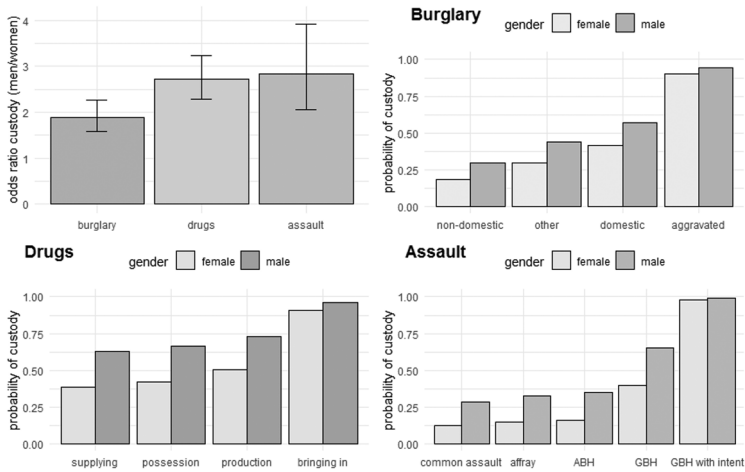 odds ratio custody (men/women)
4
3
2
1
0
burglary drugs assault
Burglary
gender female male
probability of custody
1.00
0.75
0.50
0.25
0.00
non-domestic other domestic aggravated
Drugs
gender female male
probability of custody
1.00
0.75
0.50
0.25
0.00
supplying possession production bringing in
Assault
gender female male
probability of custody
1.00
0.75
0.50
0.25
0.00
common assault affray ABH GBH GBH with intent